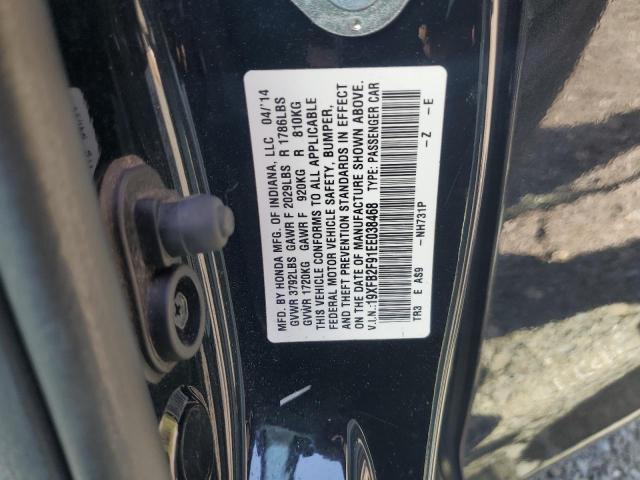 MFD. BY HONDA MFG. OF INDIANA, LLC 04/'14
GVWR 3792LBS GAWR F 2029LBS R 1786LBS
GVWR 1720KG GAWR F 920KG R 810KG
THIS VEHICLE CONFORMS TO ALL APPLICABLE
FEDERAL MOTOR VEHICLE SAFETY, BUMPER,
AND THEFT PREVENTION STANDARDS IN EFFECT
ON THE DATE OF MANUFACTURE SHOWN ABOVE.
V.I.N.:19XFB2F91EE038468 TYPE: PASSENGER CAR
–NH731P –Z –E
TR3 E AS9